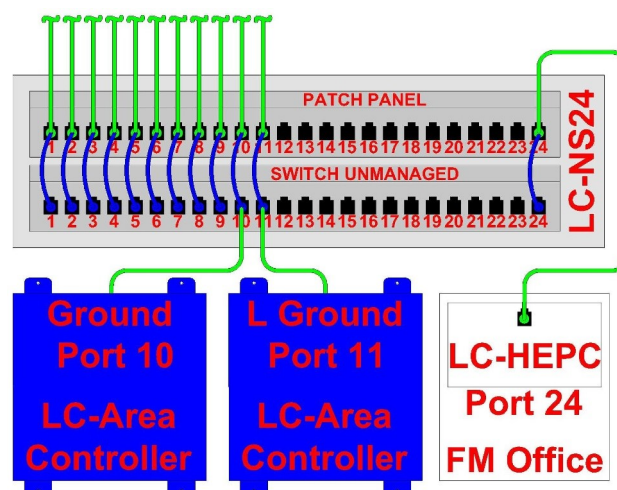 PATCH PANEL
1 2 3 4 5 6 7 8 9 10 11 12 13 14 15 16 17 18 19 20 21 22 23 24
SWITCH UNMANAGED
1 2 3 4 5 6 7 8 9 10 11 12 13 14 15 16 17 18 19 20 21 22 23 24
LC-NS24
Ground
Port 10
LC-Area
Controller
L Ground
Port 11
LC-Area
Controller
LC-HEPC
Port 24
FM Office